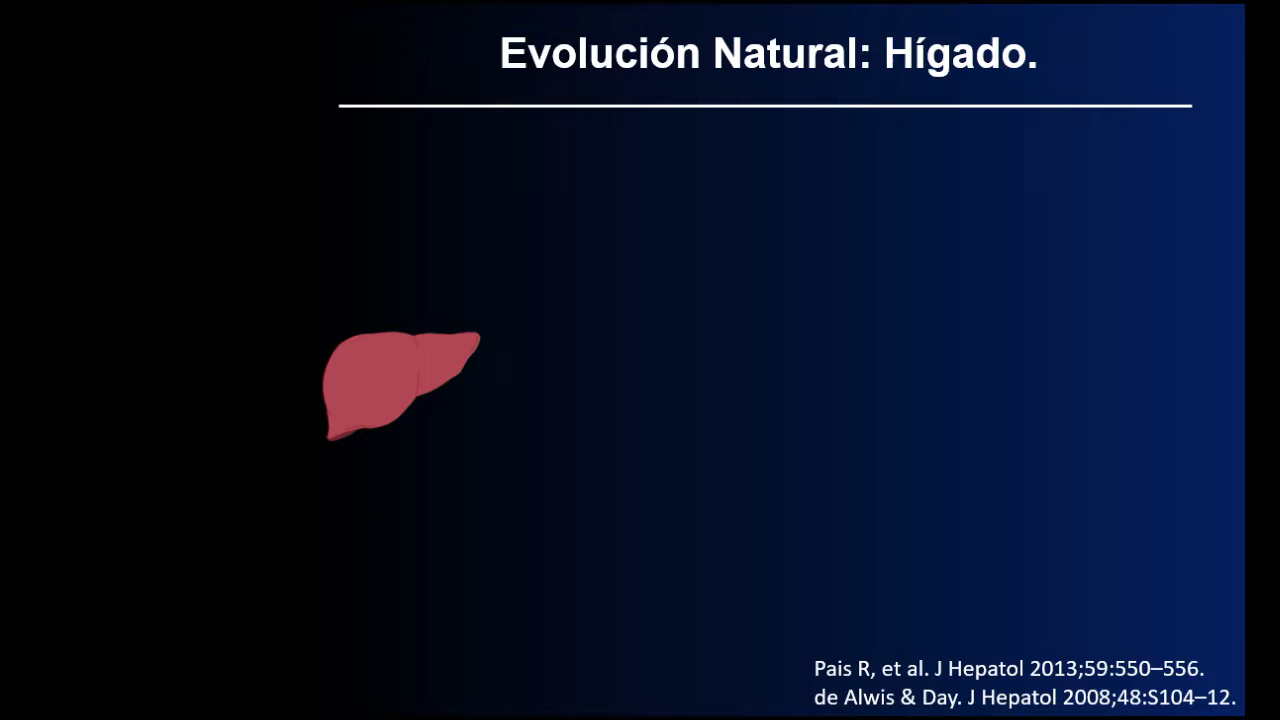 Evolución Natural: Hígado.
Pais R, et al. J Hepatol 2013;59:550–556.
de Alwis & Day. J Hepatol 2008;48:S104–12.